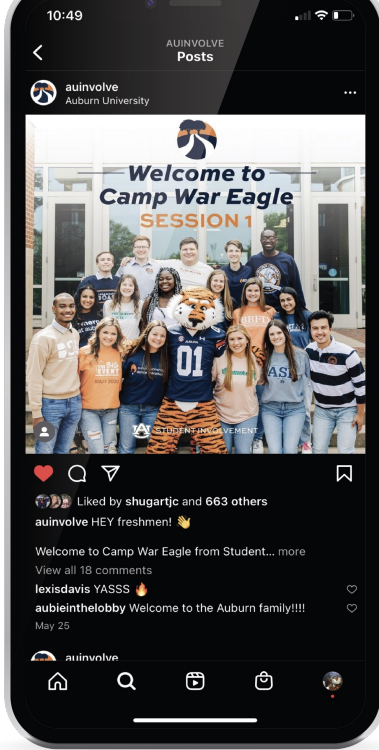 10:49
AUINVOLVE
Posts
auinvolve
Auburn University
Welcome to
Camp War Eagle
SESSION 1
AUBURN
01
AU STUDENT INVOLVEMENT
Liked by shugartjc and 663 others
auinvolve HEY freshmen! 👋
Welcome to Camp War Eagle from Student... more
View all 18 comments
lexisdavis YASSS 🔥
aubieinthelobby Welcome to the Auburn family!!!!
May 25
auinvolve